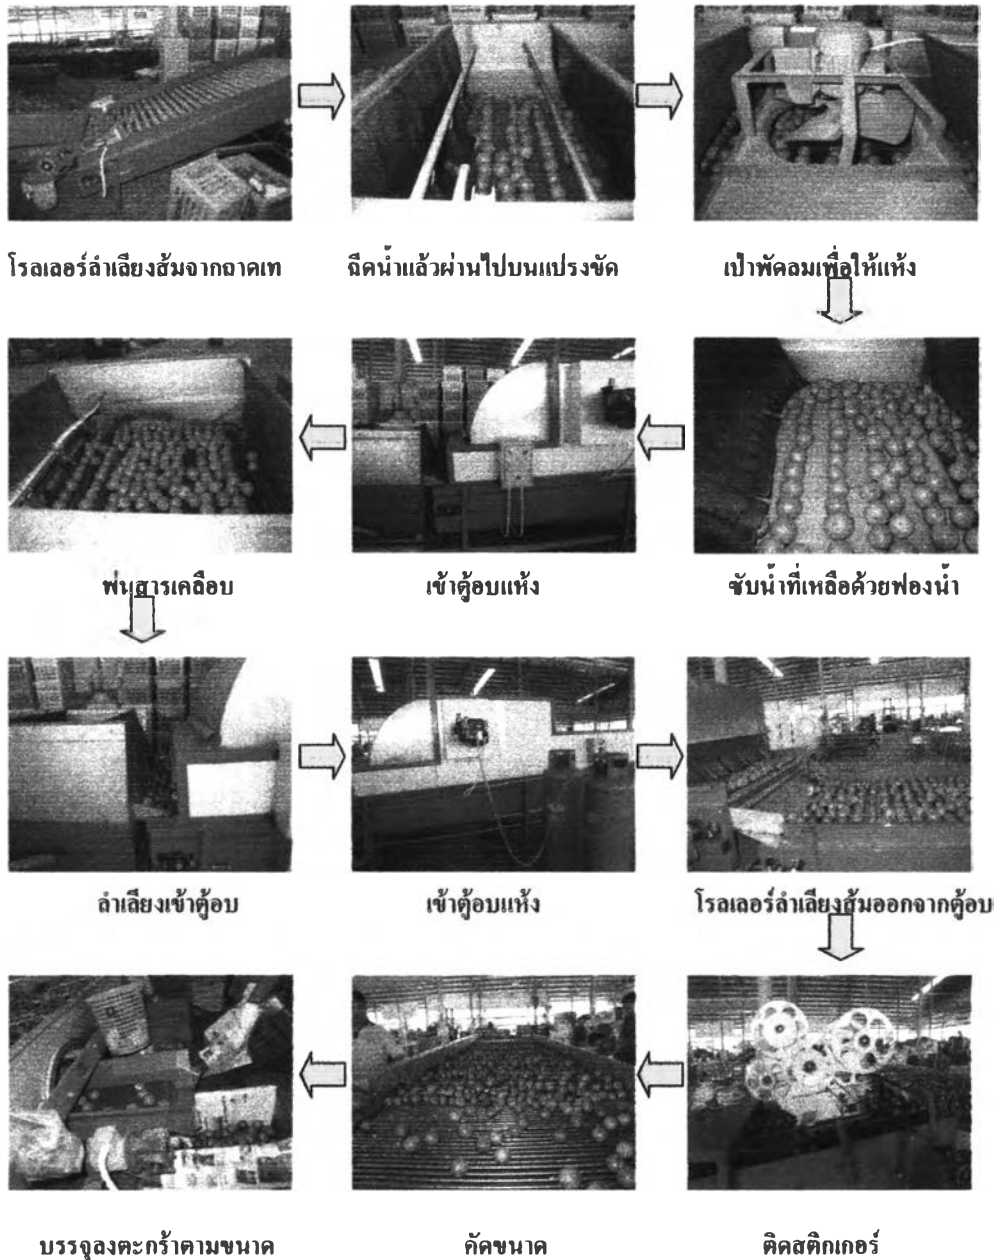 โรลเลอร์ลำเลียงส้มจากถาดเท
ฉีดน้ำแล้วผ่านไปบนแปรงขัด
เป่าพัดลมเพื่อให้แห้ง
พ่นสารเคลือบ
เข้าตู้อบแห้ง
ซับน้ำที่เหลือด้วยฟองน้ำ
ลำเลียงเข้าตู้อบ
เข้าตู้อบแห้ง
โรลเลอร์ลำเลียงส้มออกจากตู้อบ
บรรจุลงตะกร้าตามขนาด
คัดขนาด
ติดสติกเกอร์